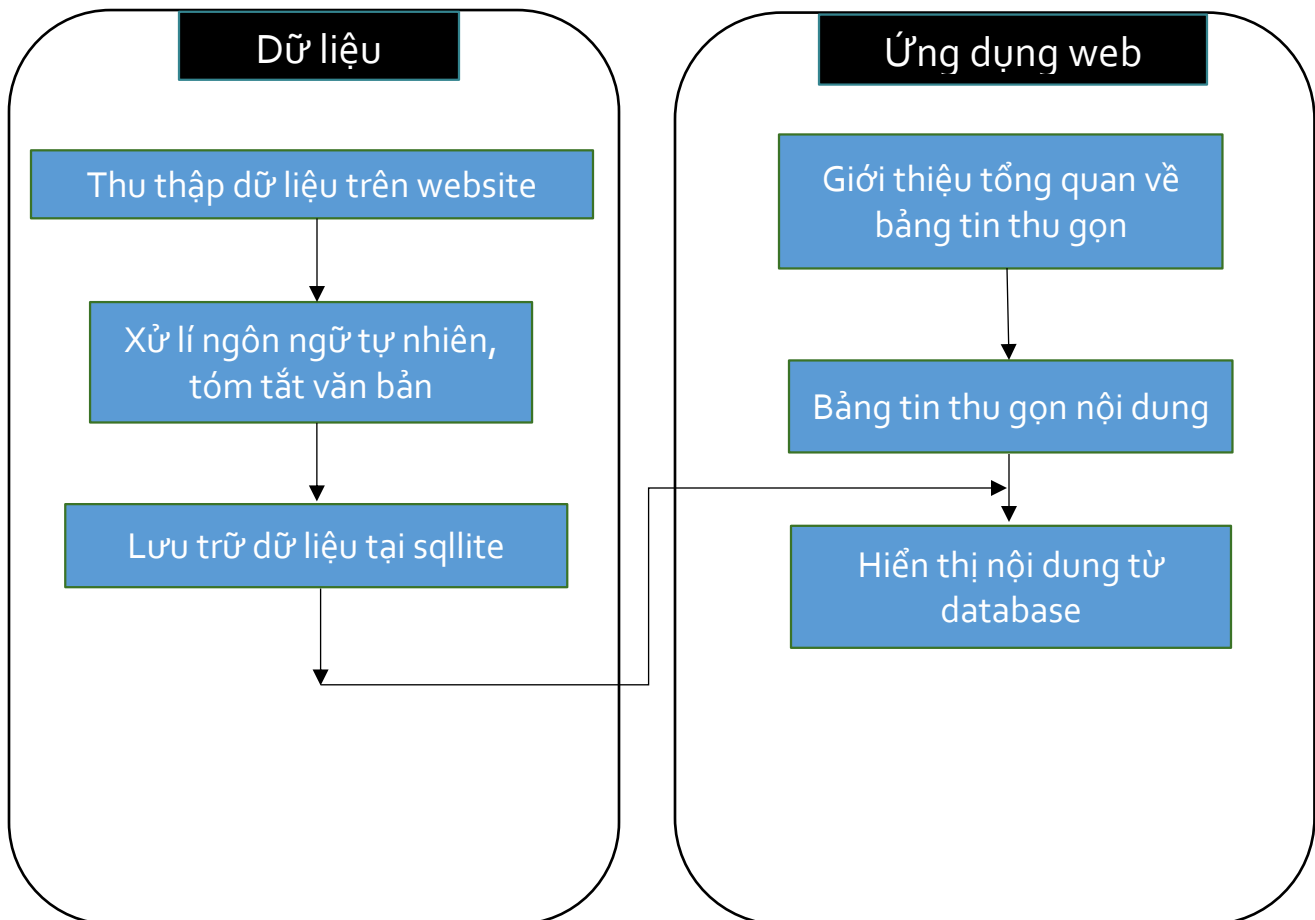 Dữ liệu
Thu thập dữ liệu trên website
Xử lí ngôn ngữ tự nhiên,
tóm tắt văn bản
Lưu trữ dữ liệu tại sqllite
Ứng dụng web
Giới thiệu tổng quan về
bảng tin thu gọn
Bảng tin thu gọn nội dung
Hiển thị nội dung từ
database